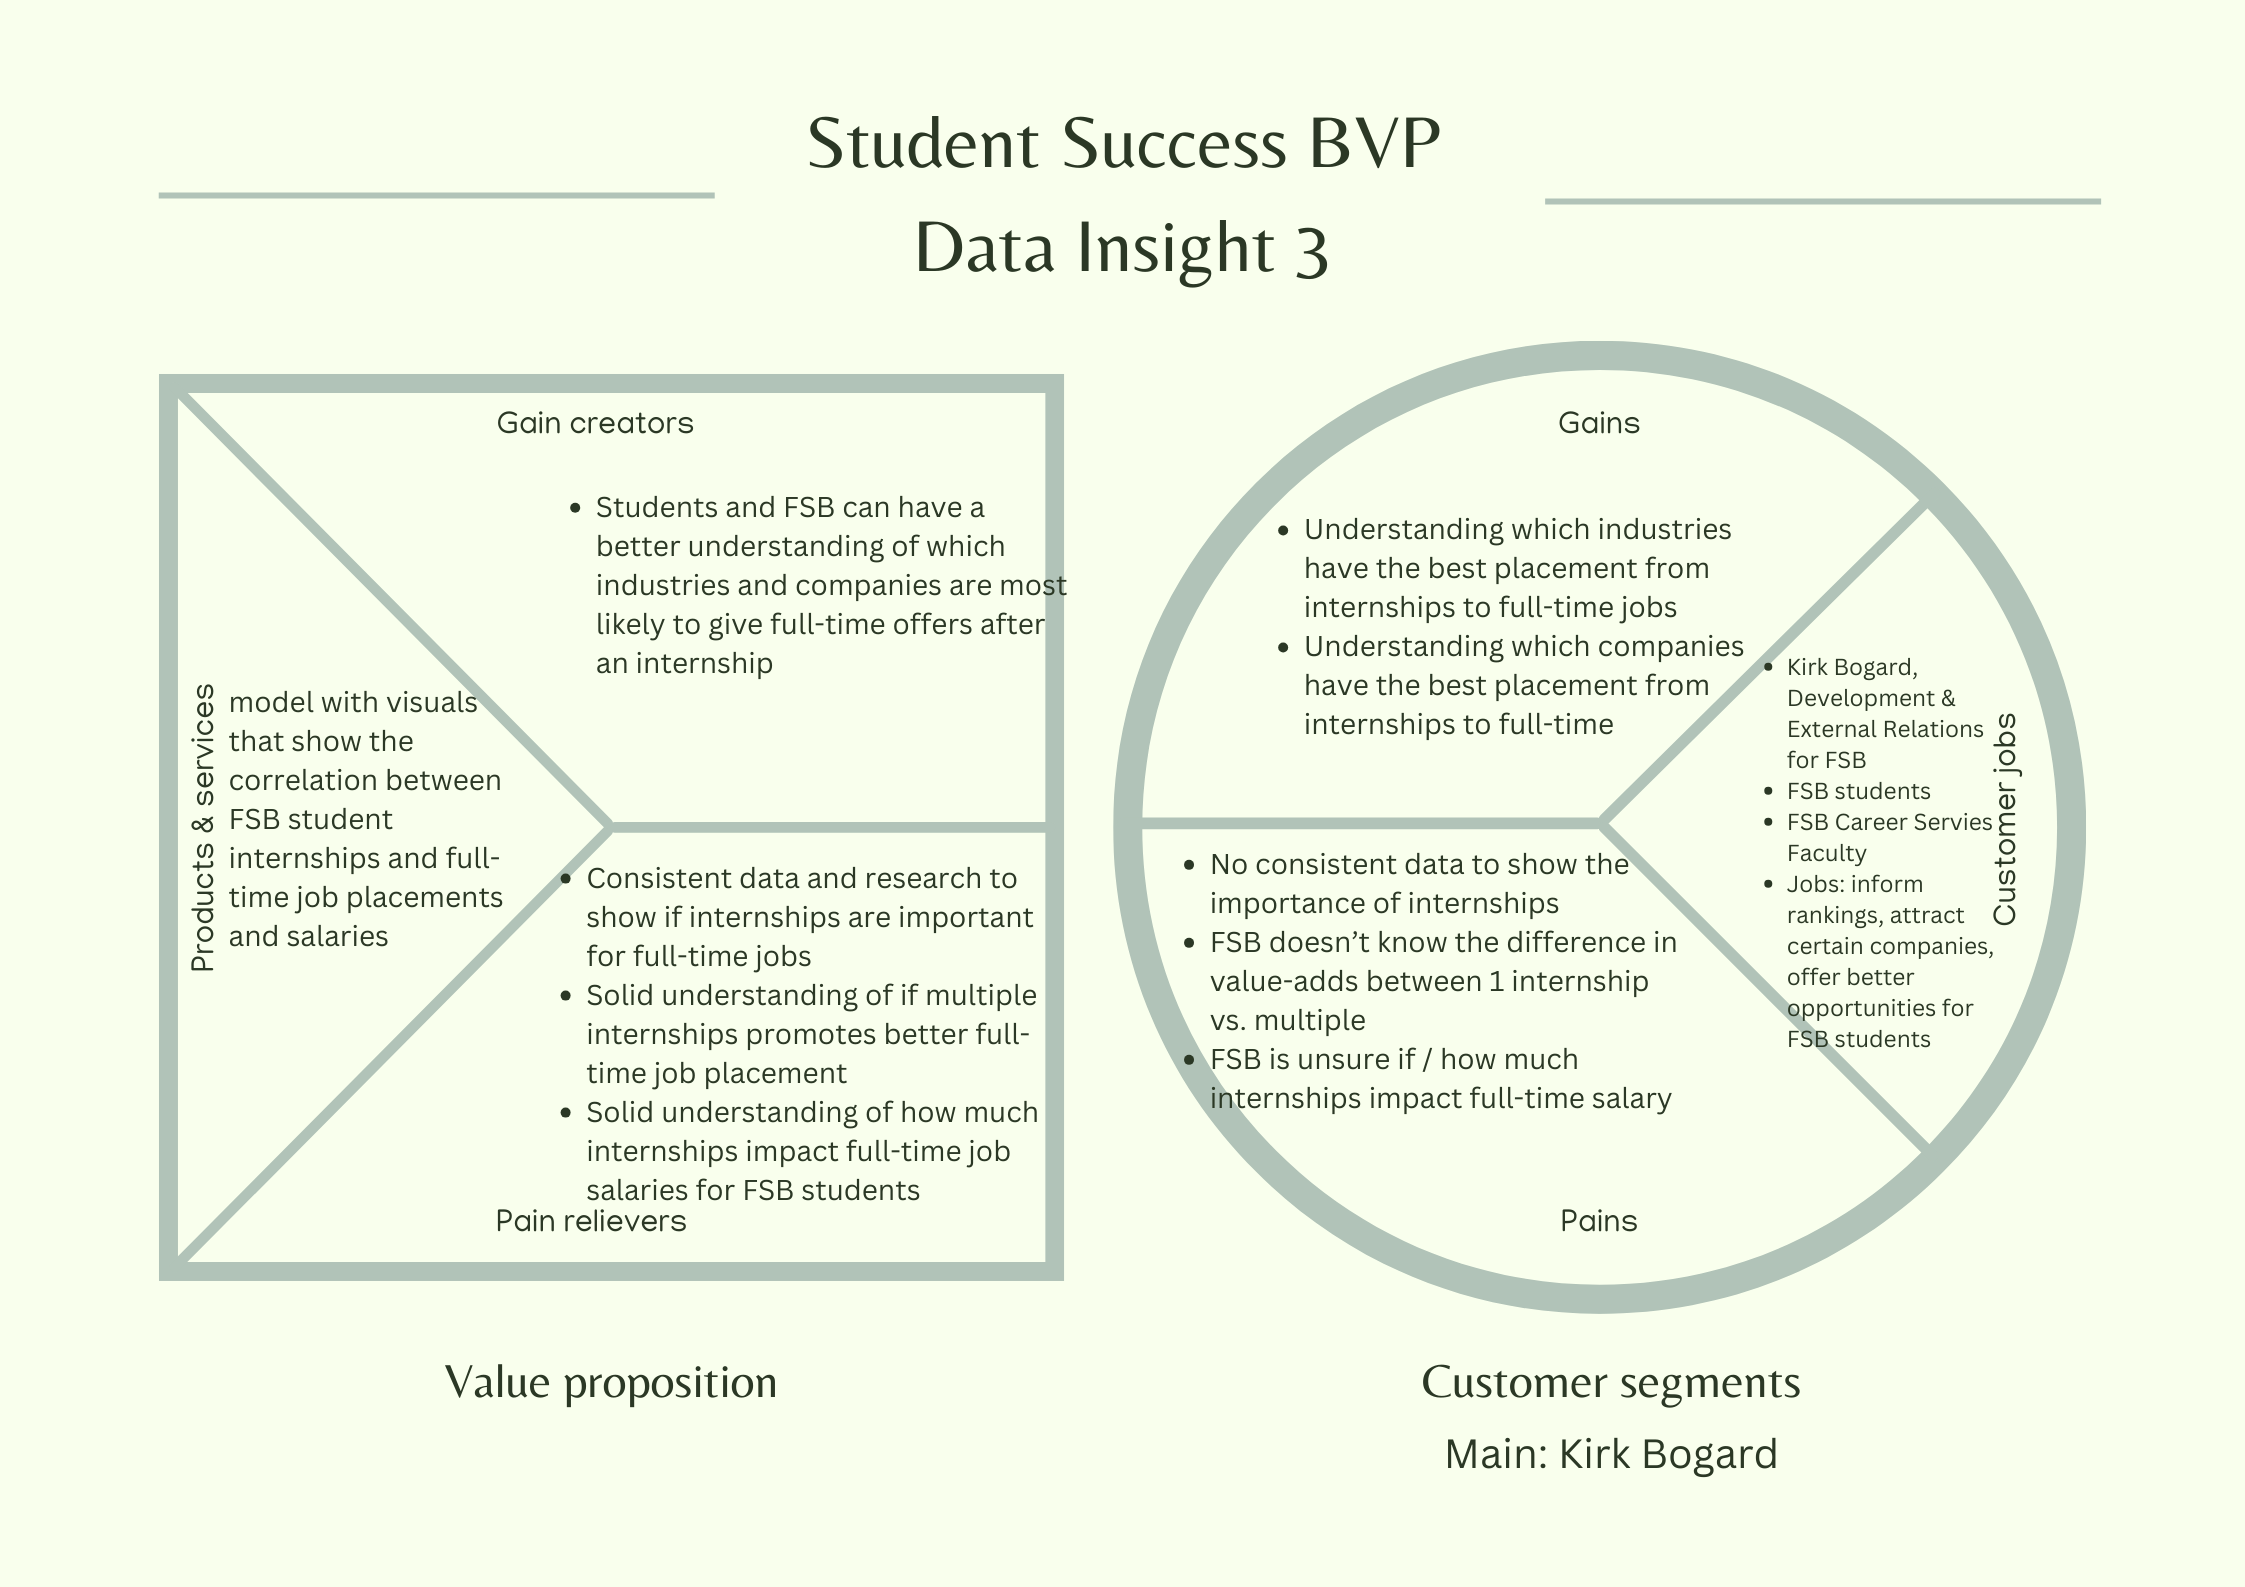 Student Success BVP
Data Insight 3
Gain creators
• Students and FSB can have a
better understanding of which
industries and companies are most
likely to give full-time offers after
an internship
Products & services
model with visuals
that show the
correlation between
FSB student
internships and full-
time job placements
and salaries
• Consistent data and research to
show if internships are important
for full-time jobs
• Solid understanding of if multiple
internships promotes better full-
time job placement
• Solid understanding of how much
internships impact full-time job
salaries for FSB students
Pain relievers
Value proposition
Gains
• Understanding which industries
have the best placement from
internships to full-time jobs
• Understanding which companies
have the best placement from
internships to full-time
• Kirk Bogard,
Development &
External Relations
for FSB
• FSB students
• FSB Career Servies
Faculty
• Jobs: inform
rankings, attract
certain companies,
offer better
opportunities for
FSB students
Customer jobs
• No consistent data to show the
importance of internships
• FSB doesn’t know the difference in
value-adds between 1 internship
vs. multiple
• FSB is unsure if / how much
internships impact full-time salary
Pains
Customer segments
Main: Kirk Bogard